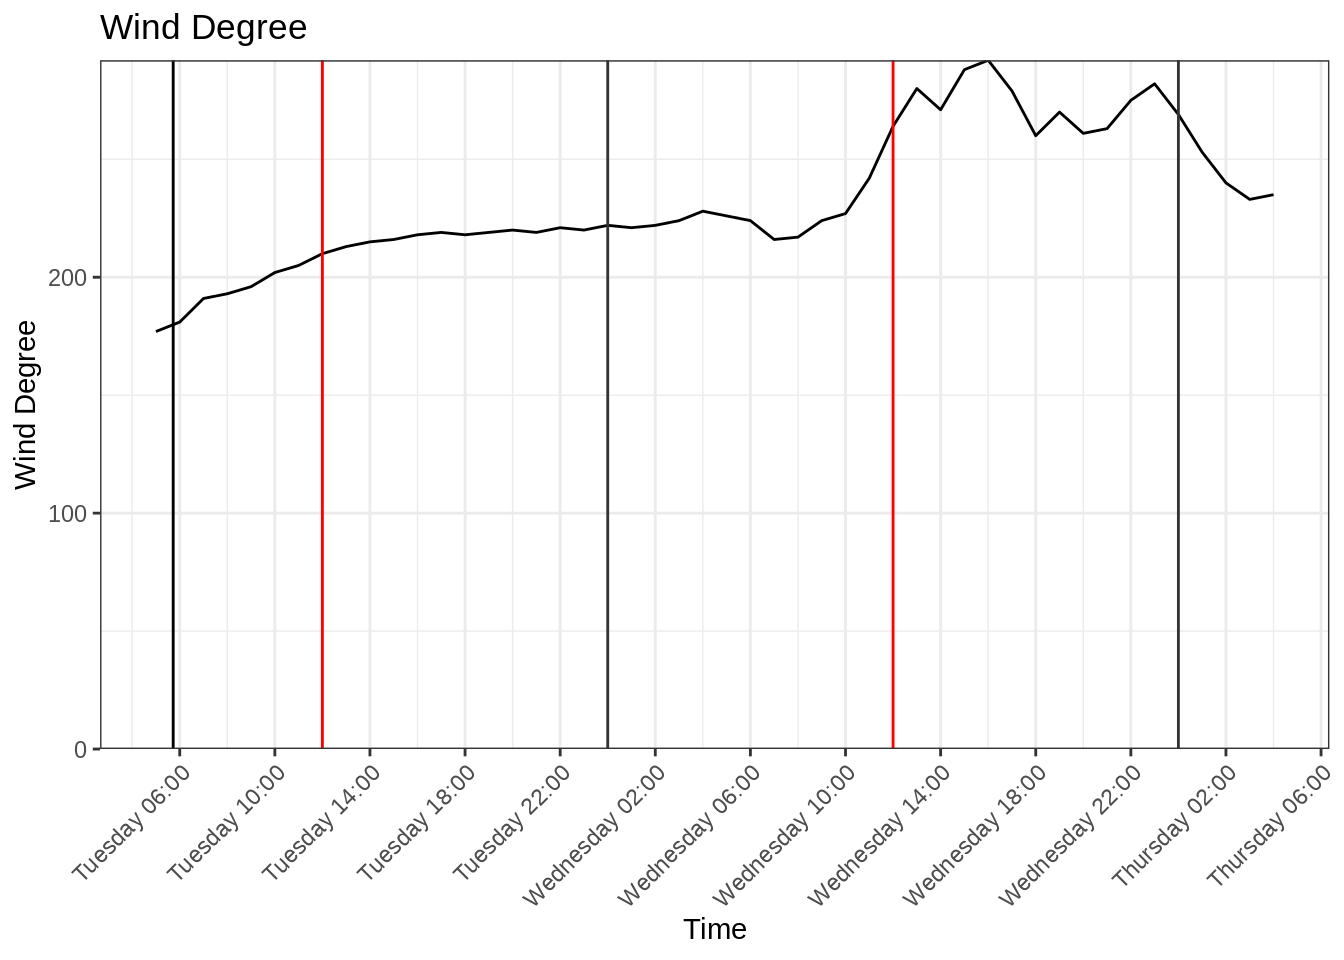 Wind Degree
Wind Degree
200
100
0
Tuesday 06:00
Tuesday 10:00
Tuesday 14:00
Tuesday 18:00
Tuesday 22:00
Wednesday 02:00
Wednesday 06:00
Wednesday 10:00
Wednesday 14:00
Wednesday 18:00
Wednesday 22:00
Thursday 02:00
Thursday 06:00
Time